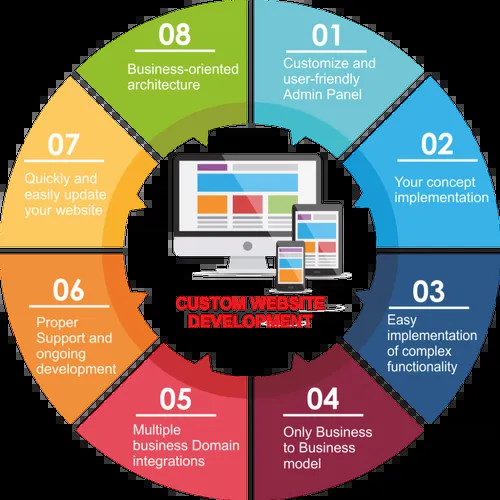 01
Customize and
user-friendly
Admin Panel
02
Your concept
implementation
03
Easy
implementation
of complex
functionality
04
Only Business
to Business
model
05
Multiple
business Domain
integrations
06
Proper
Support and
ongoing
development
07
Quickly and
easily update
your website
08
Business-oriented
architecture
CUSTOM WEBSITE
DEVELOPMENT